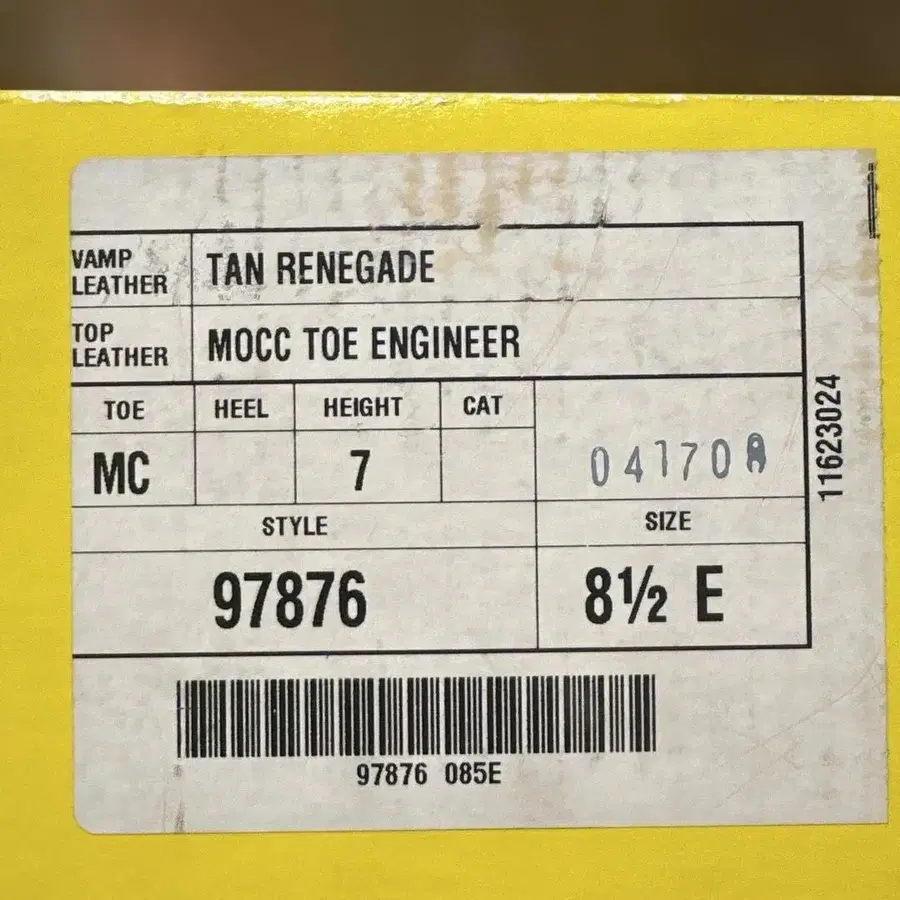 VAMP LEATHER TAN RENEGADE
TOP LEATHER MOCC TOE ENGINEER
TOE HEEL HEIGHT CAT
MC 7
041708
STYLE SIZE
97876 8½ E
97876 085E
11623024